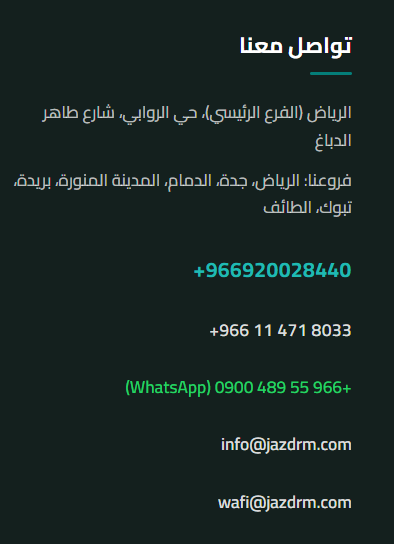 تواصل معنا
الرياض (الفرع الرئيسي)، حي الروابي، شارع طاهر
الدباغ
فروعنا: الرياض، جدة، الدمام، المدينة المنورة، بريدة،
تبوك، الطائف
+966920028440
+966 11 471 8033
(WhatsApp) 0900 489 55 966+
info@jazdrm.com
wafi@jazdrm.com